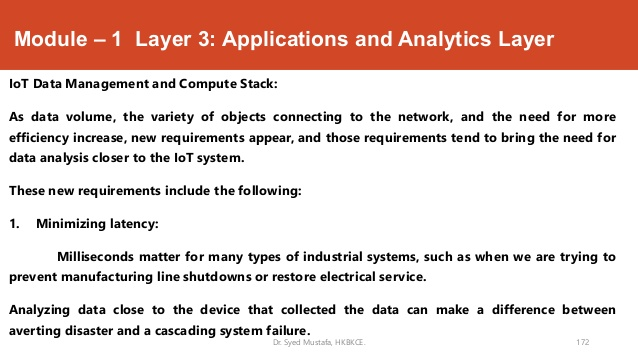 Module – 1  Layer 3: Applications and Analytics Layer
IoT Data Management and Compute Stack:
As data volume, the variety of objects connecting to the network, and the need for more
efficiency increase, new requirements appear, and those requirements tend to bring the need for
data analysis closer to the IoT system.
These new requirements include the following:
1. Minimizing latency:
Milliseconds matter for many types of industrial systems, such as when we are trying to
prevent manufacturing line shutdowns or restore electrical service.
Analyzing data close to the device that collected the data can make a difference between
averting disaster and a cascading system failure.
Dr. Syed Mustafa, HKBKCE. 172